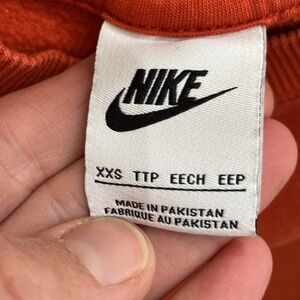 NIKE
XXS TTP EECH EEP
MADE IN PAKISTAN
FABRIQUE AU PAKISTAN